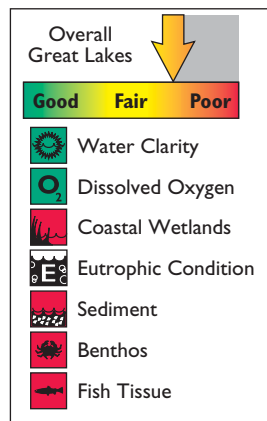 Overall
Great Lakes
Good Fair Poor
Water Clarity
O2 Dissolved Oxygen
Coastal Wetlands
E Eutrophic Condition
Sediment
Benthos
Fish Tissue